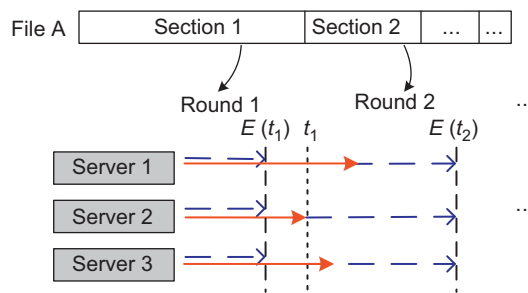 File A Section 1 Section 2 ... ...
Round 1 Round 2 ..
E (t1) t1 E (t2)
Server 1
Server 2 ..
Server 3